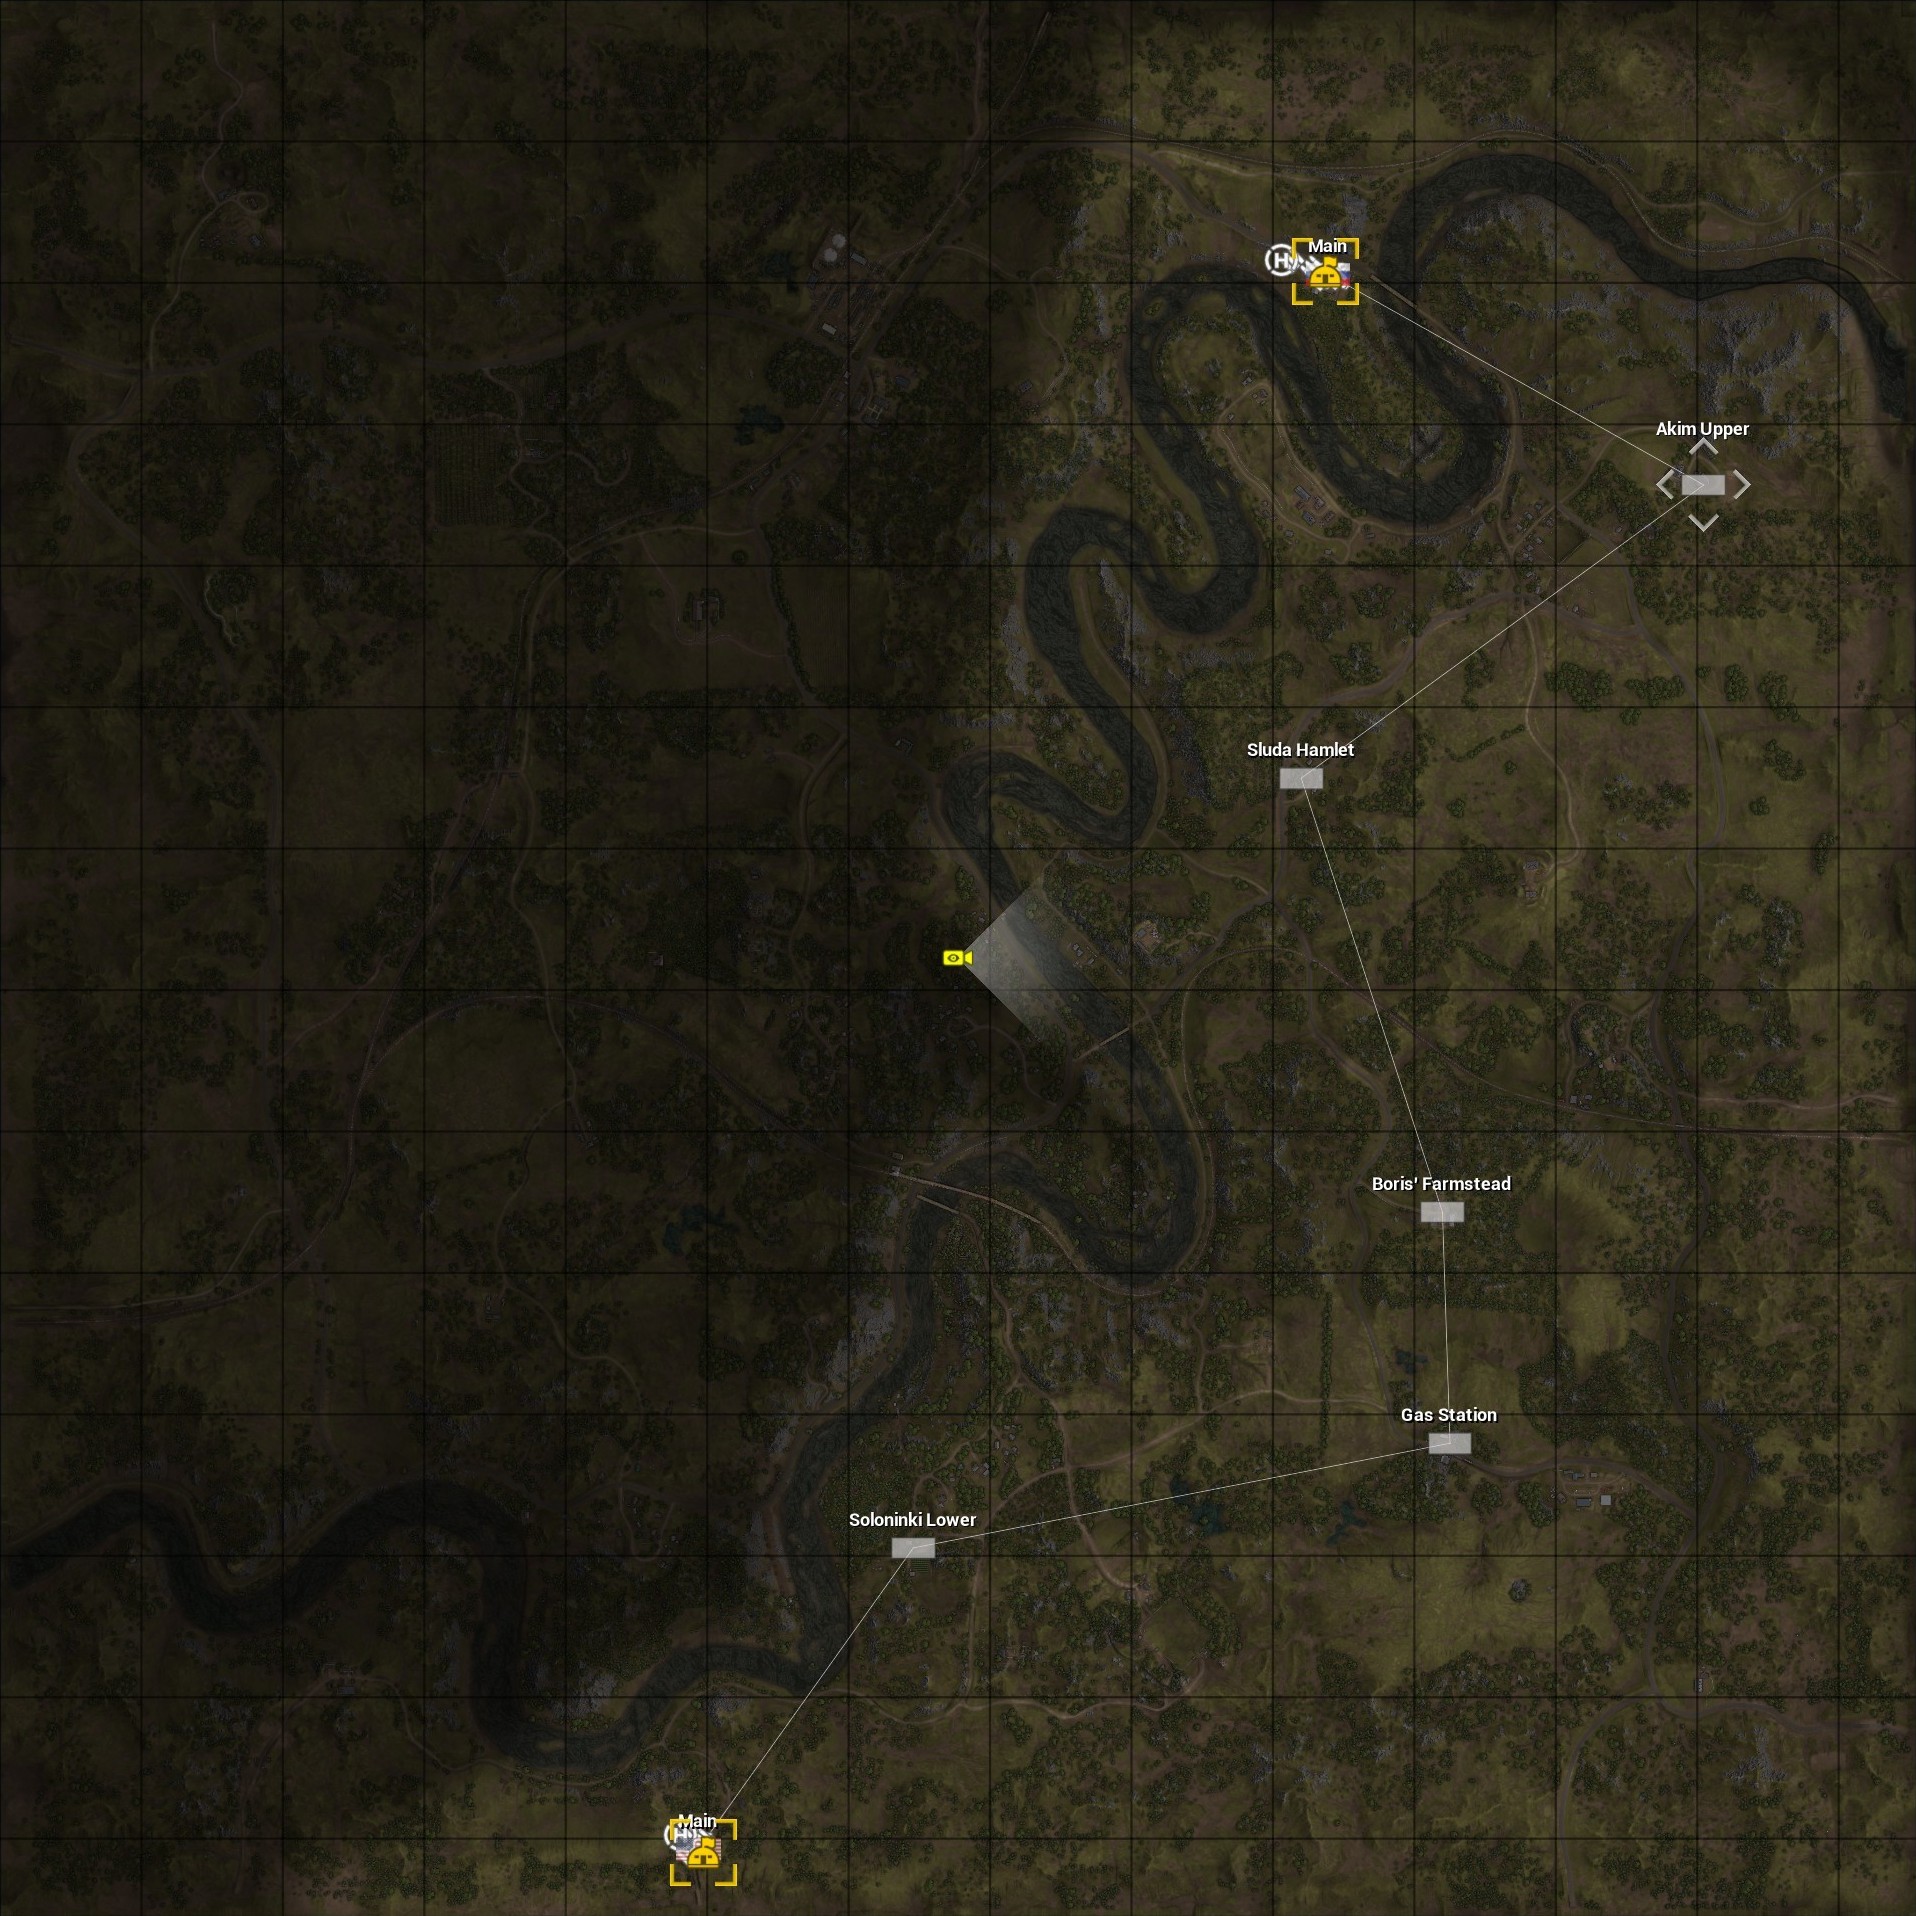 Main
Akim Upper
Sluda Hamlet
Boris' Farmstead
Gas Station
Soloninki Lower
Main